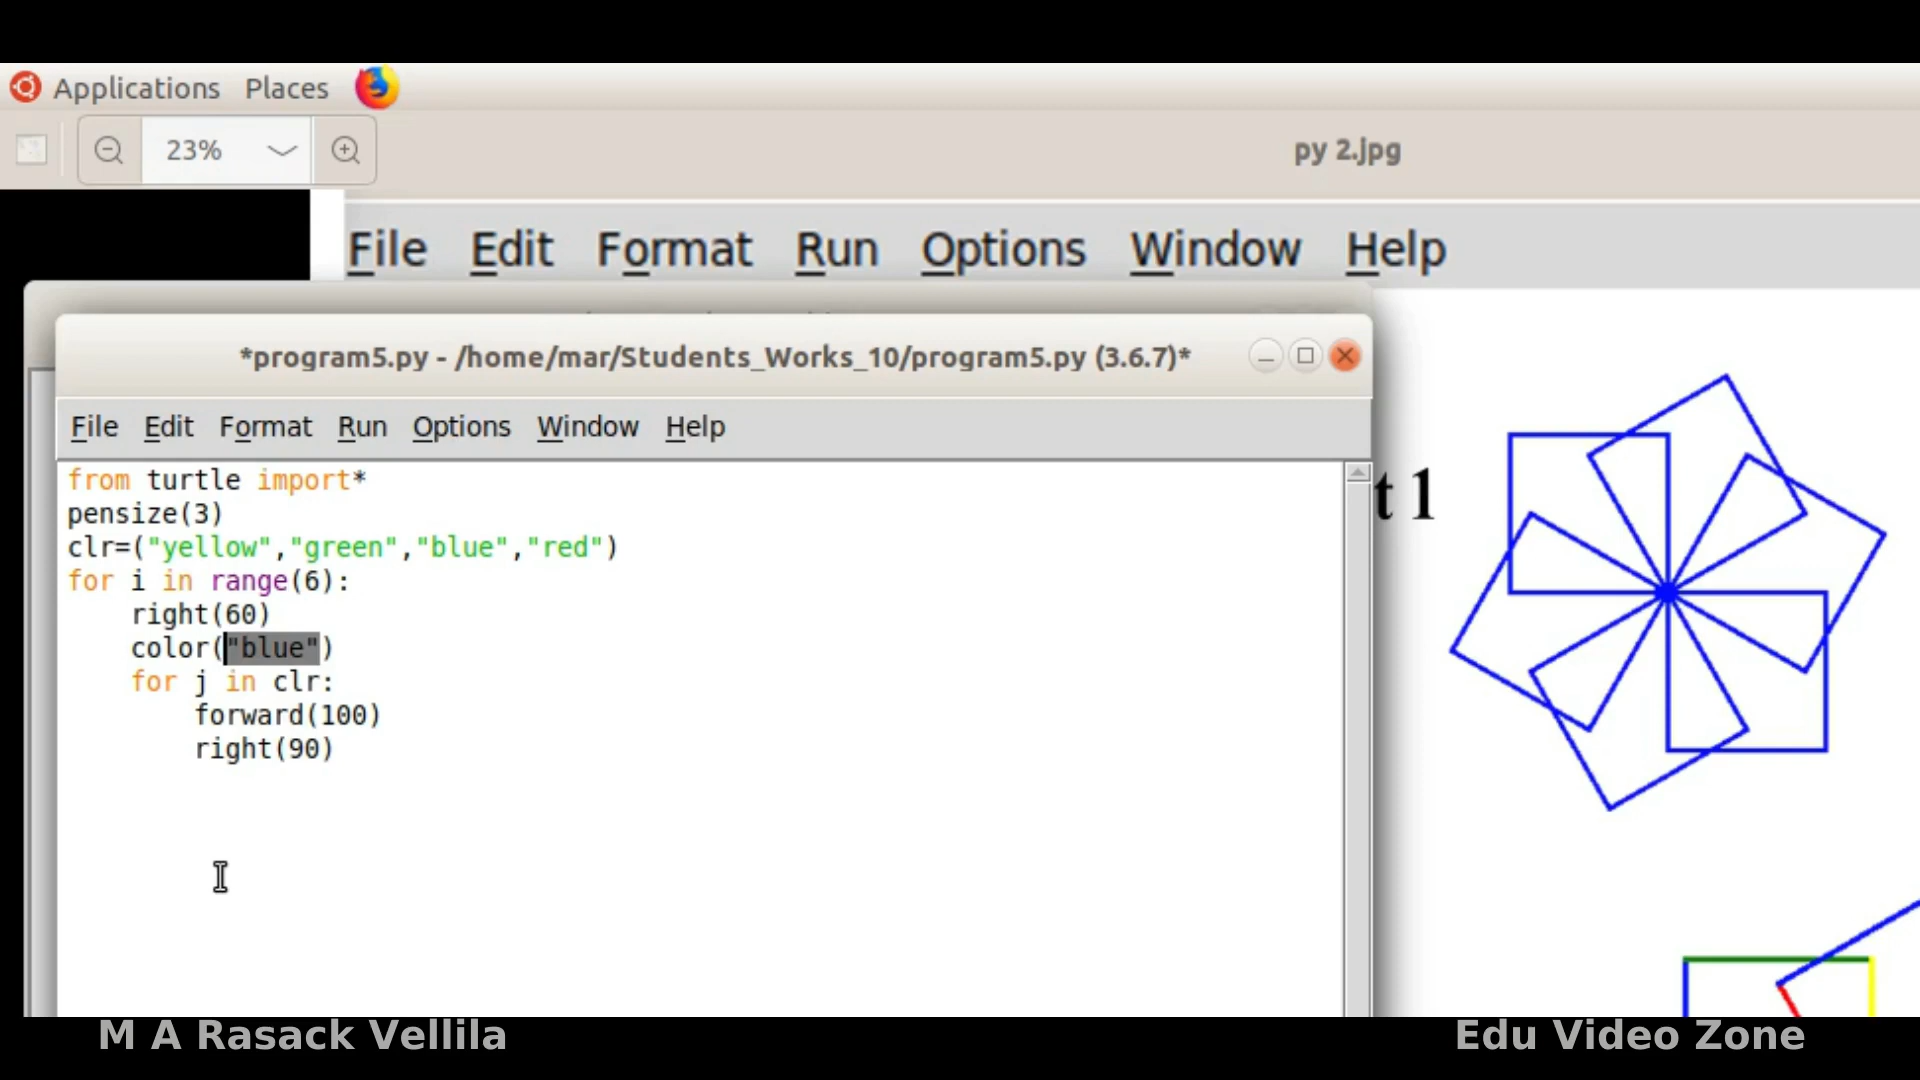 Applications Places
23%
py 2.jpg
File Edit Format Run Options Window Help
*program5.py - /home/mar/Students_Works_10/program5.py (3.6.7)*
File Edit Format Run Options Window Help
from turtle import*
pensize(3)
clr=("yellow","green","blue","red")
for i in range(6):
    right(60)
    color("blue")
    for j in clr:
        forward(100)
        right(90)
t 1
M A Rasack Vellila
Edu Video Zone